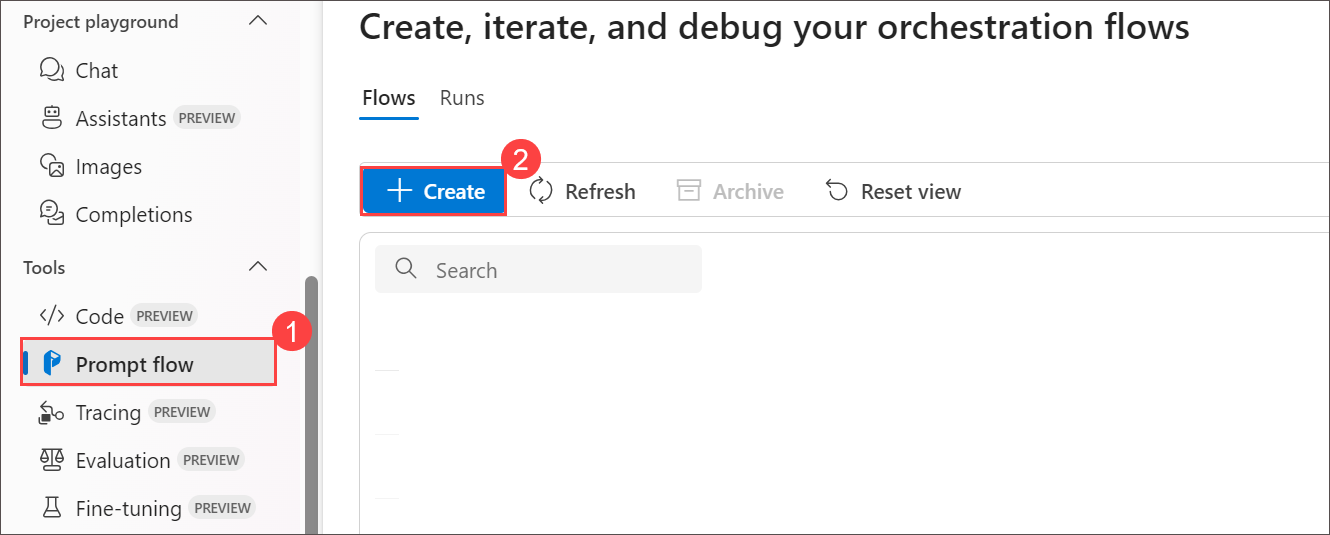 Project playground
Chat
Assistants PREVIEW
Images
Completions
Tools
Code PREVIEW
1
Prompt flow
Tracing PREVIEW
Evaluation PREVIEW
Fine-tuning PREVIEW
Create, iterate, and debug your orchestration flows
Flows Runs
2
Create Refresh Archive Reset view
Search